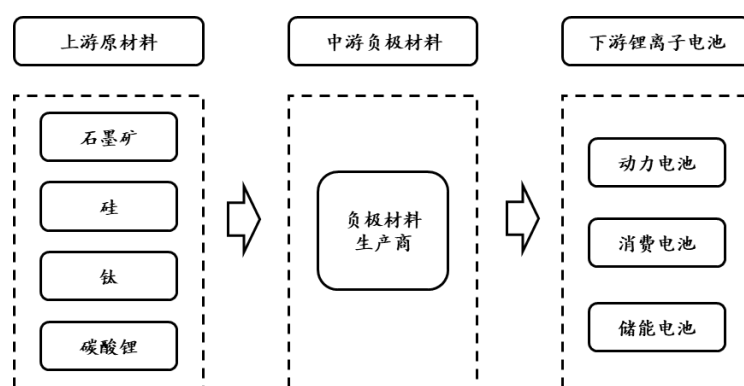 上游原材料
中游负极材料
下游锂离子电池
石墨矿
硅
钛
碳酸锂
负极材料
生产商
动力电池
消费电池
储能电池